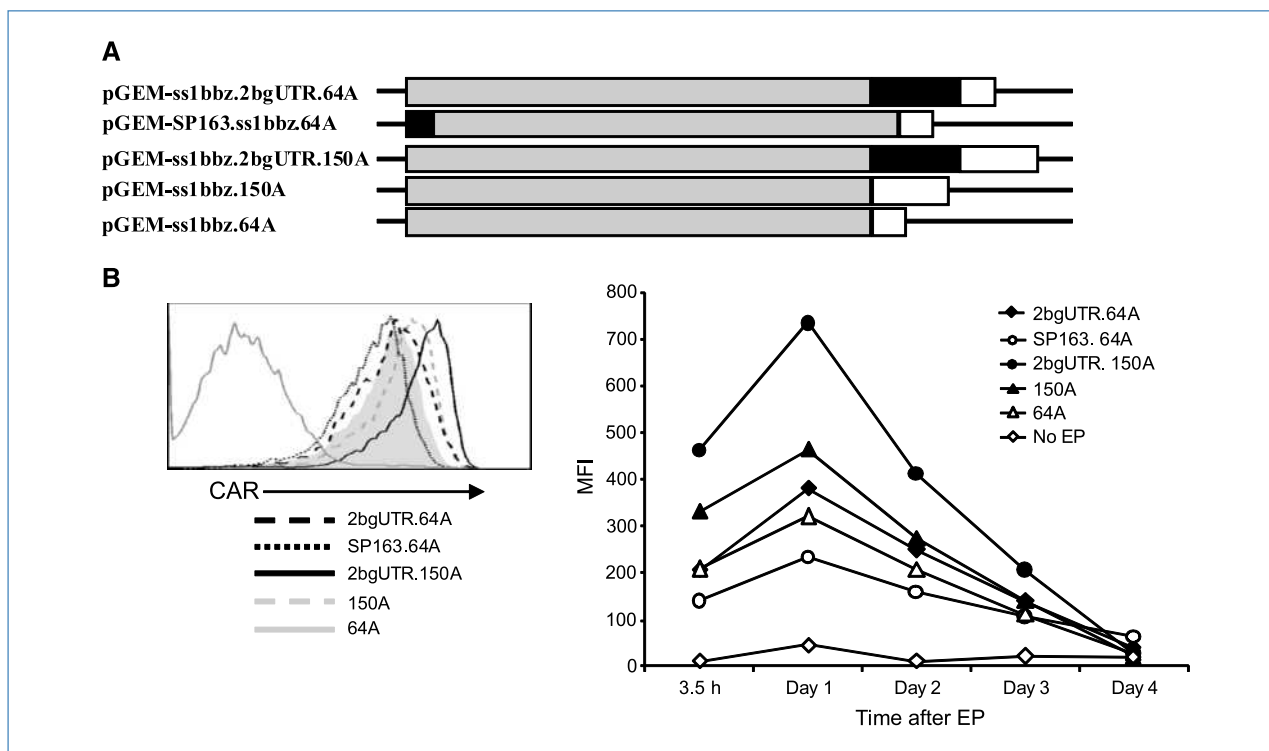 A
pGEM-ss1bbz.2bgUTR.64A
pGEM-SP163.ss1bbz.64A
pGEM-ss1bbz.2bgUTR.150A
pGEM-ss1bbz.150A
pGEM-ss1bbz.64A
B
CAR
2bgUTR.64A
SP163.64A
2bgUTR.150A
150A
64A
800
700
600
500
400
300
200
100
0
MFI
2bgUTR.64A
SP163. 64A
2bgUTR. 150A
150A
64A
No EP
3.5 h
Day 1
Day 2
Day 3
Day 4
Time after EP